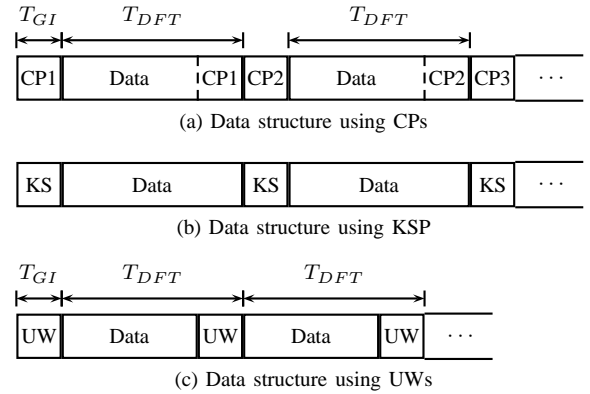 T_GI T_DFT T_DFT
CP1 Data CP1 CP2 Data CP2 CP3 ...
(a) Data structure using CPs
KS Data KS Data KS ...
(b) Data structure using KSP
T_GI T_DFT T_DFT
UW Data UW Data UW ...
(c) Data structure using UWs